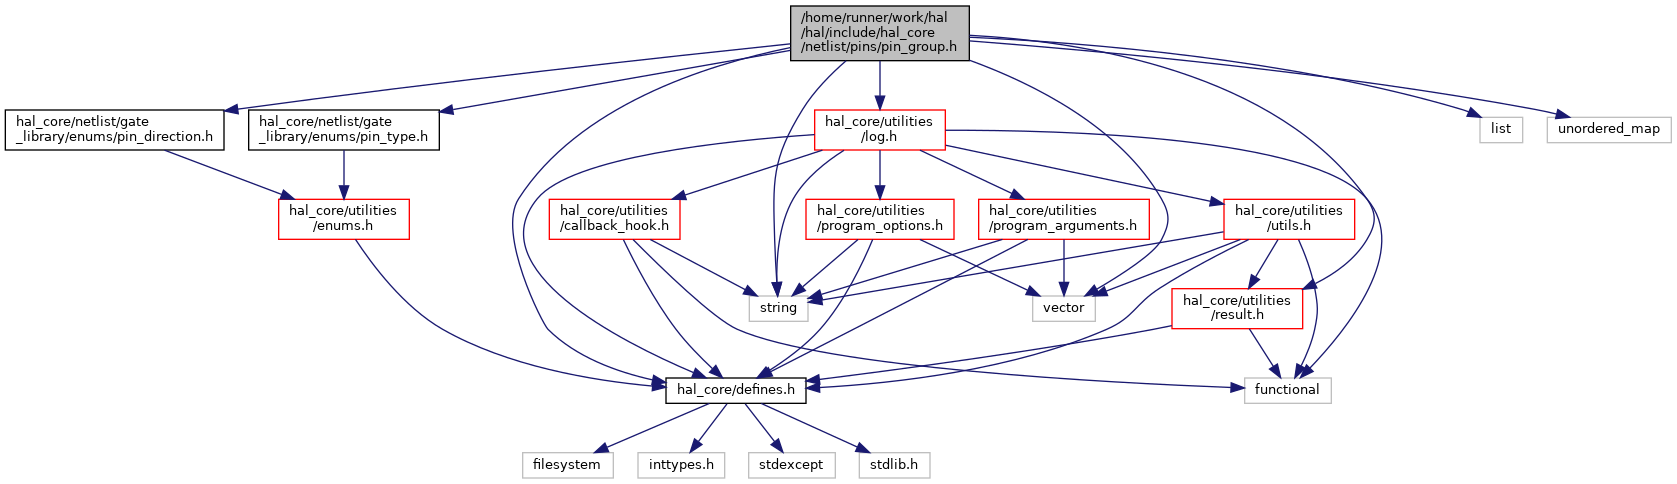 /home/runner/work/hal
/hal/include/hal_core
/netlist/pins/pin_group.h
hal_core/netlist/gate
_library/enums/pin_direction.h
hal_core/netlist/gate
_library/enums/pin_type.h
hal_core/utilities
/log.h
list
unordered_map
hal_core/utilities
/enums.h
hal_core/utilities
/callback_hook.h
hal_core/utilities
/program_options.h
hal_core/utilities
/program_arguments.h
hal_core/utilities
/utils.h
string
vector
hal_core/utilities
/result.h
hal_core/defines.h
functional
filesystem
inttypes.h
stdexcept
stdlib.h